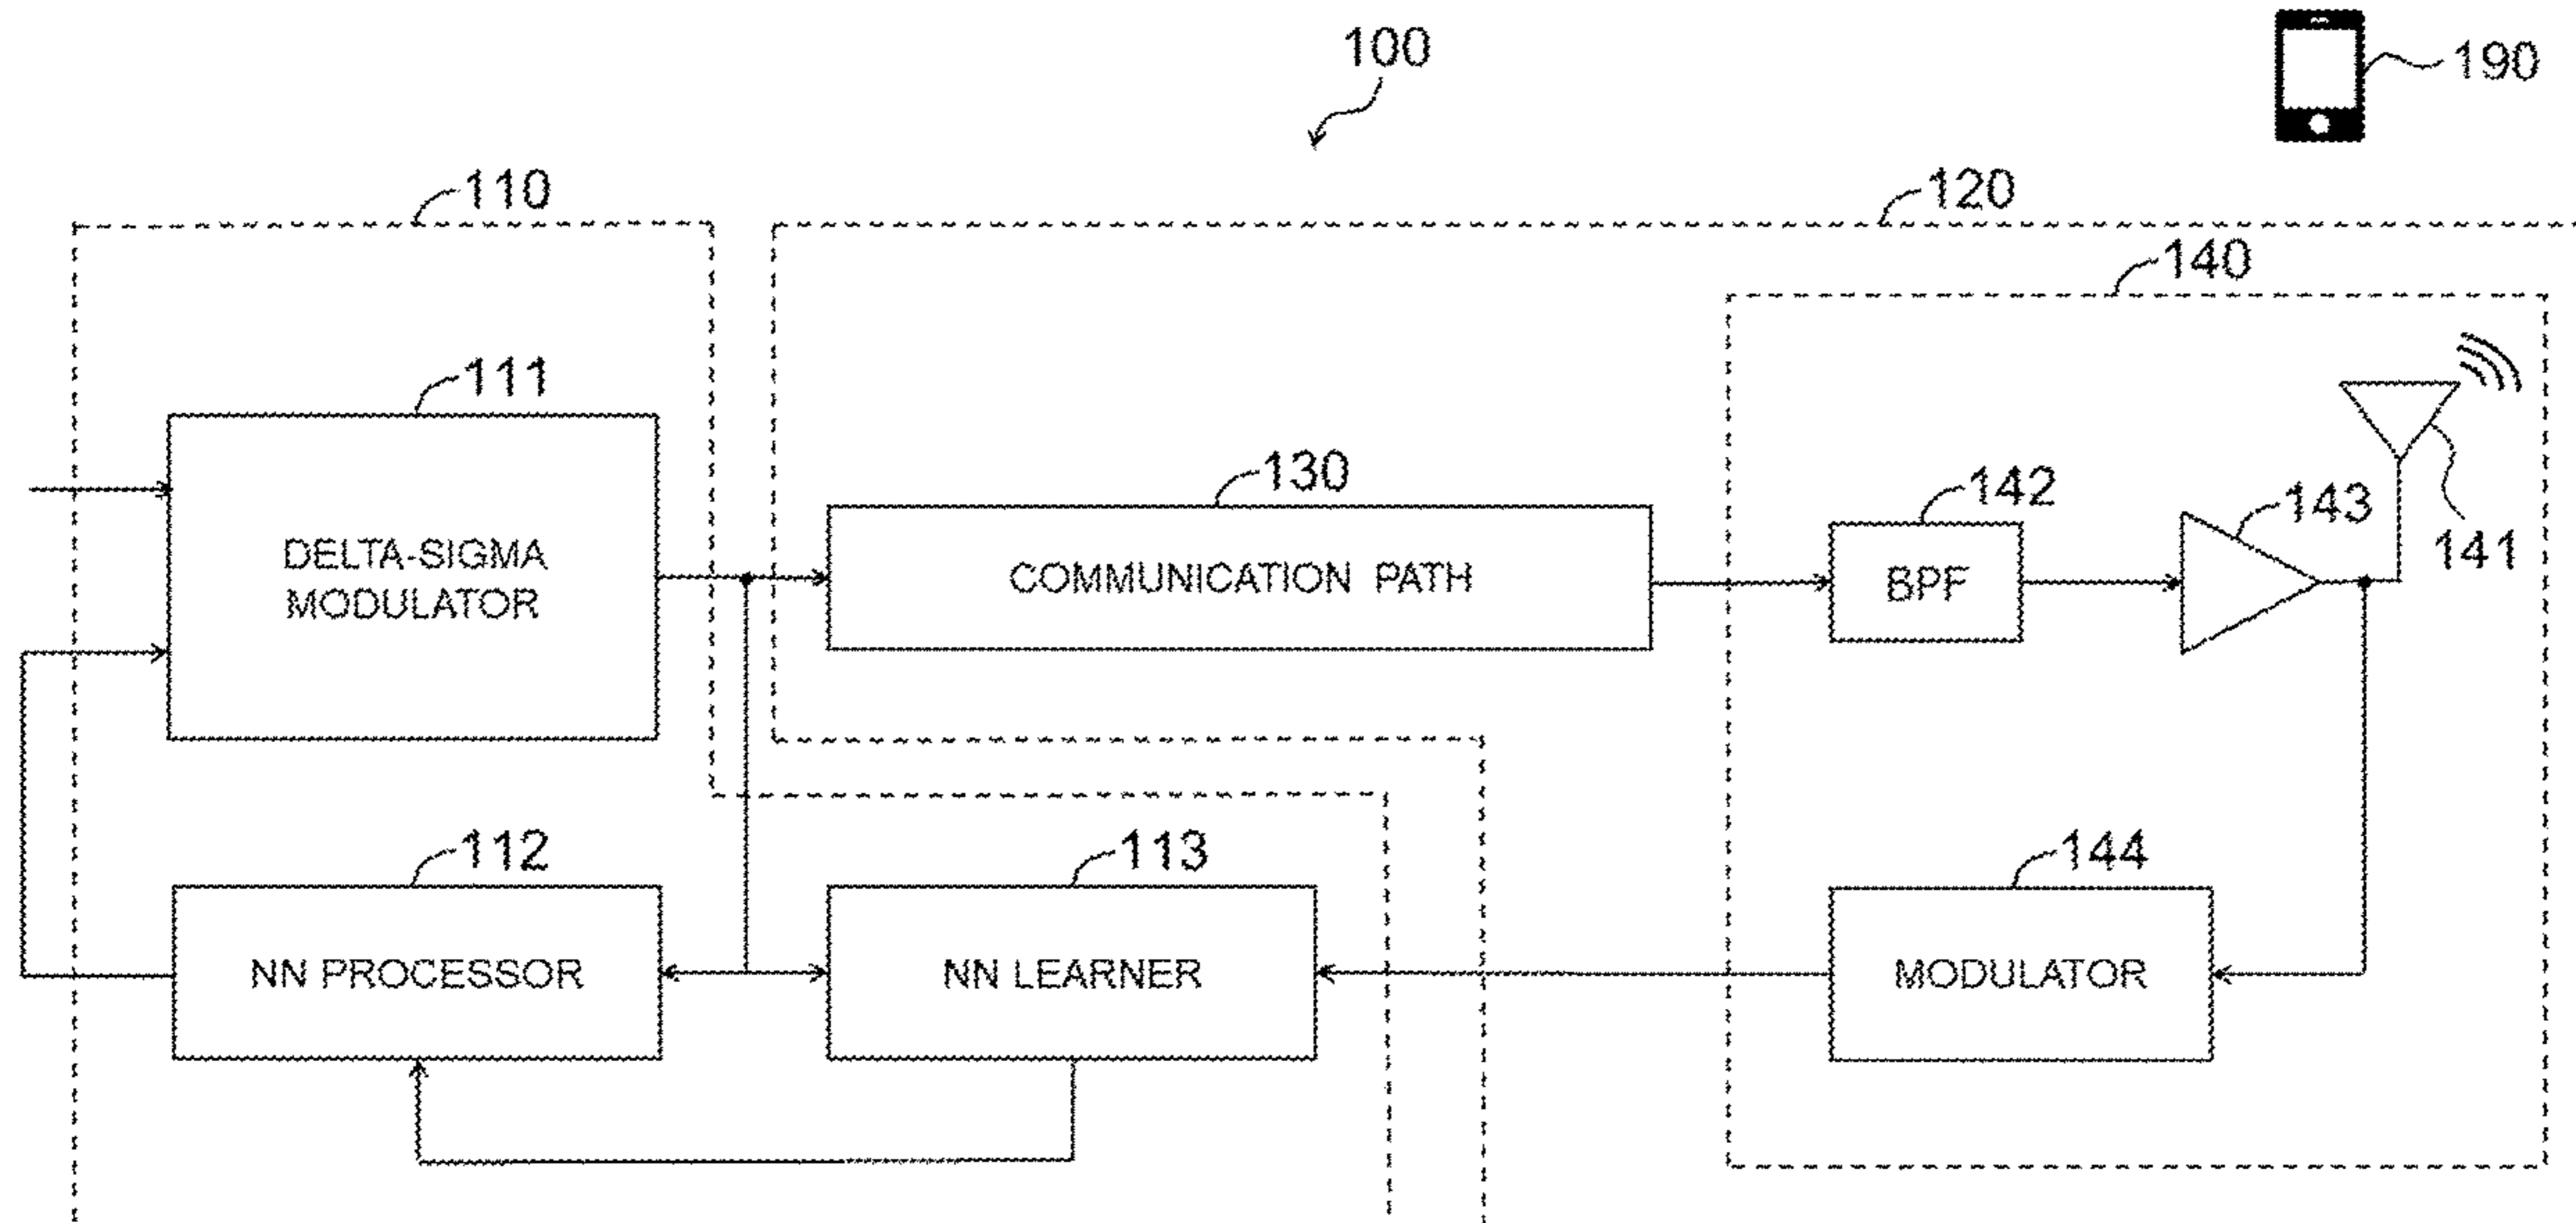 100
190
110
120
140
111
DELTA-SIGMA
MODULATOR
130
COMMUNICATION PATH
142
BPF
143
141
112
NN PROCESSOR
113
NN LEARNER
144
MODULATOR